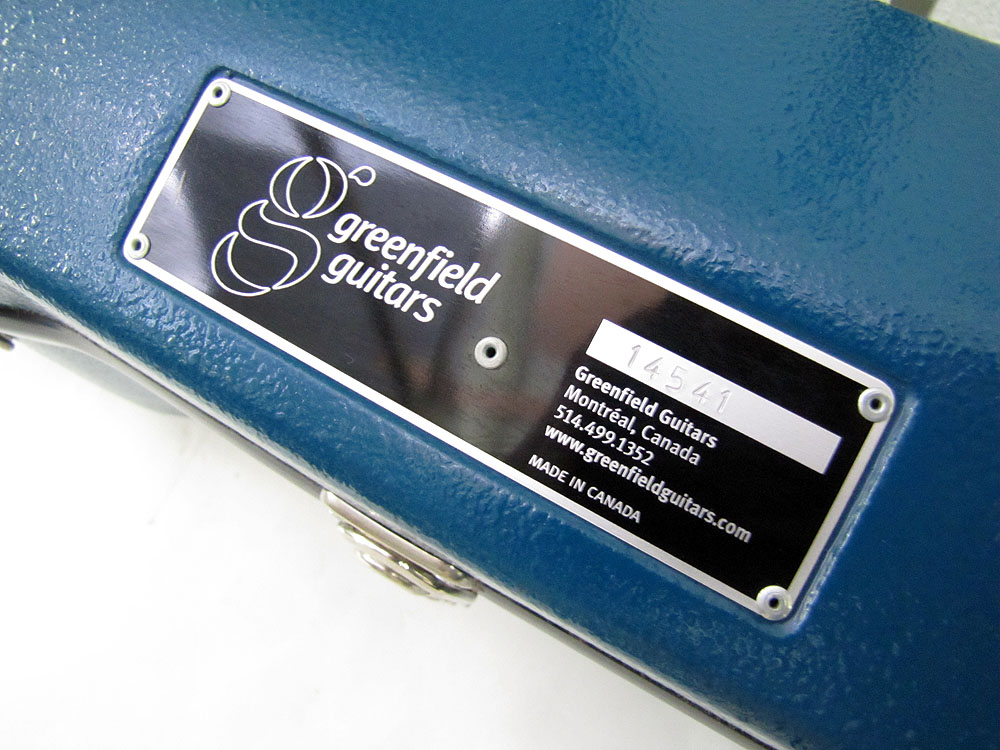 greenfield
guitars
14541
Greenfield Guitars
Montréal, Canada
514.499.1352
www.greenfieldguitars.com
MADE IN CANADA